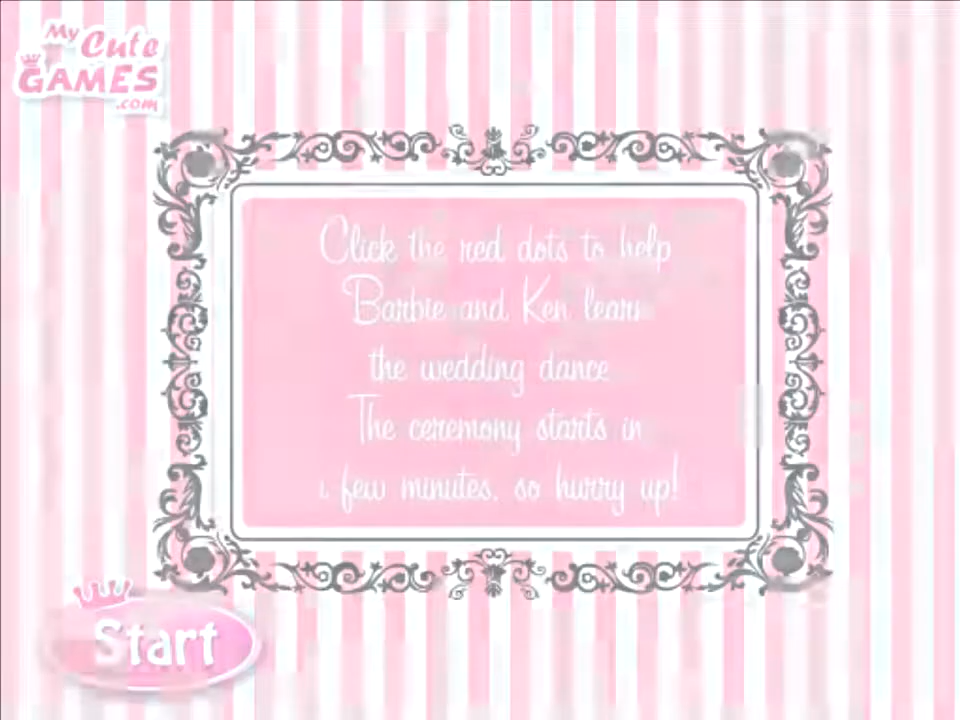 My Cute
GAMES
.com
Click the red dots to help
Barbie and Ken learn
the wedding dance
The ceremony starts in
few minutes, so hurry up!
Start